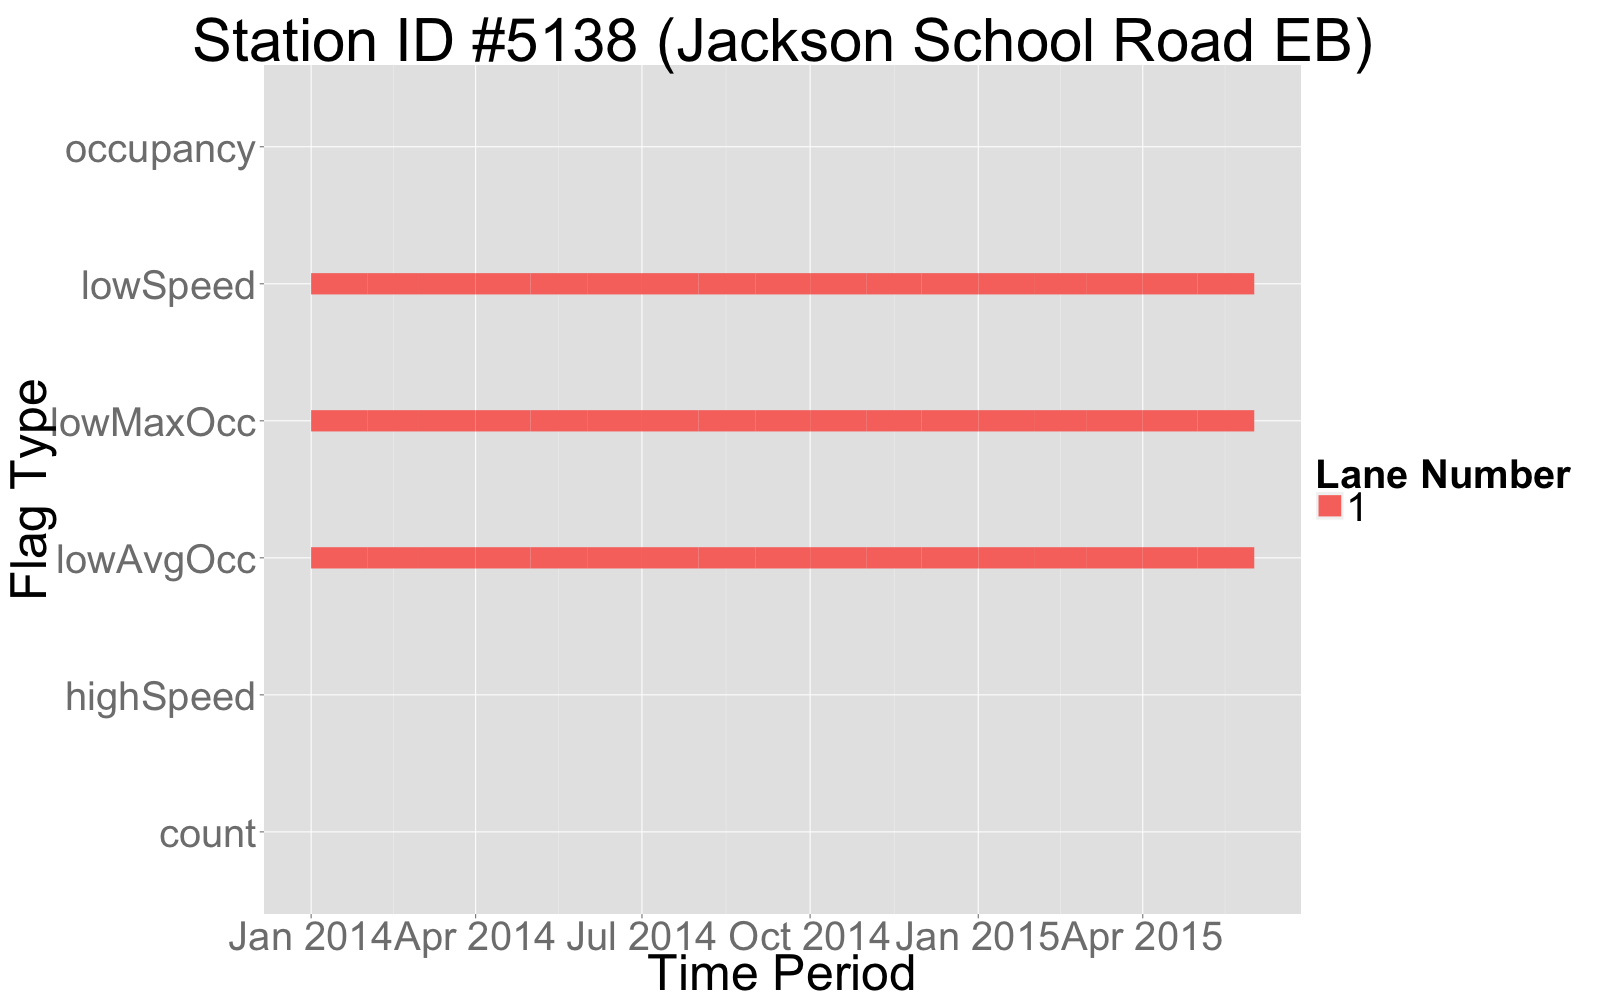 Station ID #5138 (Jackson School Road EB)
occupancy
lowSpeed
lowMaxOcc
lowAvgOcc
highSpeed
count
Flag Type
Jan 2014 Apr 2014 Jul 2014 Oct 2014 Jan 2015 Apr 2015
Time Period
Lane Number
1